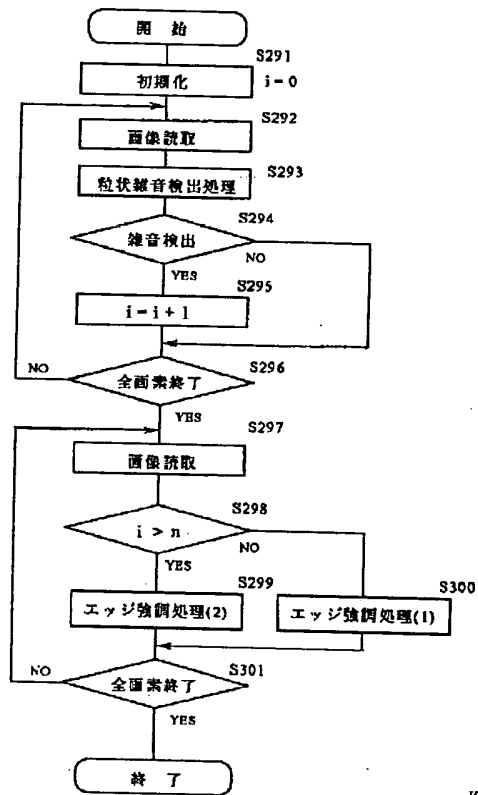 開 始
S291
初期化 i=0
S292
画像読取
S293
粒状雑音検出処理
S294
雑音検出
NO
YES
S295
i=i+1
S296
NO
全画素終了
YES
S297
画像読取
S298
i > n
NO
YES
S299
エッジ強調処理(2)
S300
エッジ強調処理(1)
S301
NO
全画素終了
YES
終 了